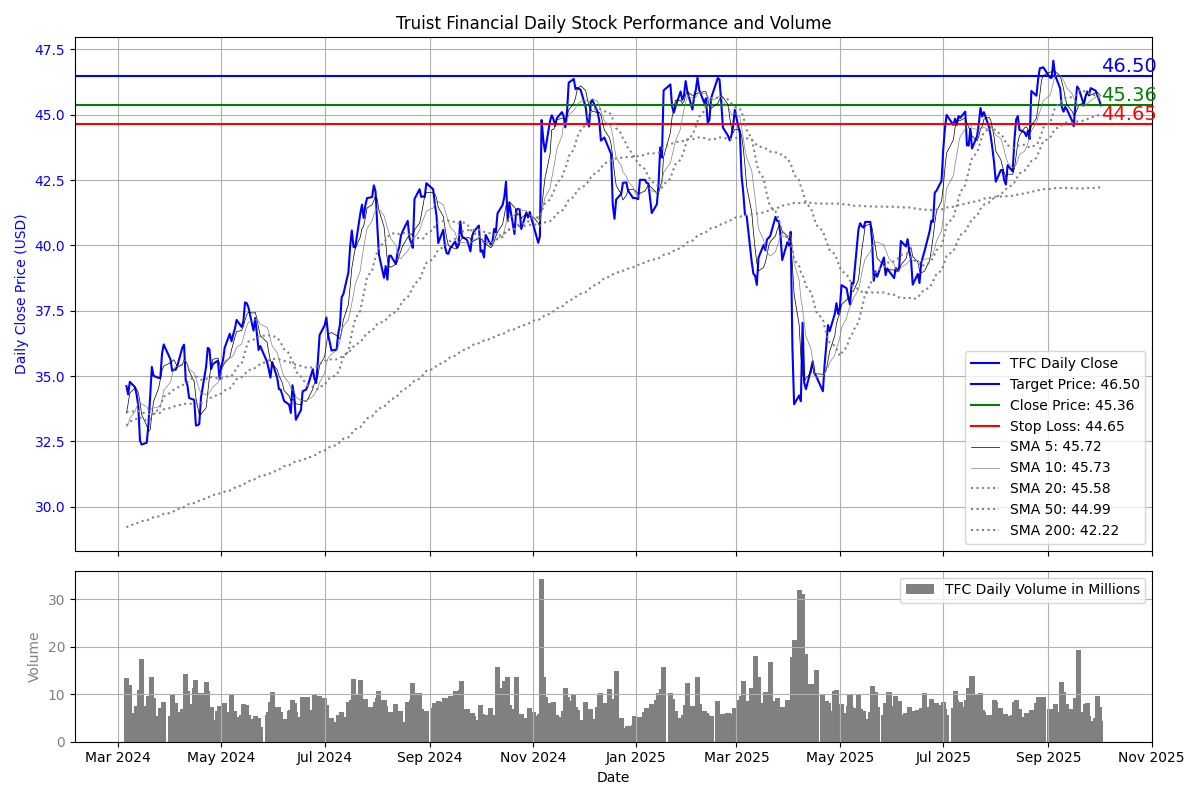 Truist Financial Daily Stock Performance and Volume
47.5
45.0
42.5
40.0
37.5
35.0
32.5
30.0
Daily Close Price (USD)
46.50
45.36
44.65
TFC Daily Close
Target Price: 46.50
Close Price: 45.36
Stop Loss: 44.65
SMA 5: 45.72
SMA 10: 45.73
SMA 20: 45.58
SMA 50: 44.99
SMA 200: 42.22
30
20
10
0
Volume
TFC Daily Volume in Millions
Mar 2024 May 2024 Jul 2024 Sep 2024 Nov 2024 Jan 2025 Mar 2025 May 2025 Jul 2025 Sep 2025 Nov 2025
Date